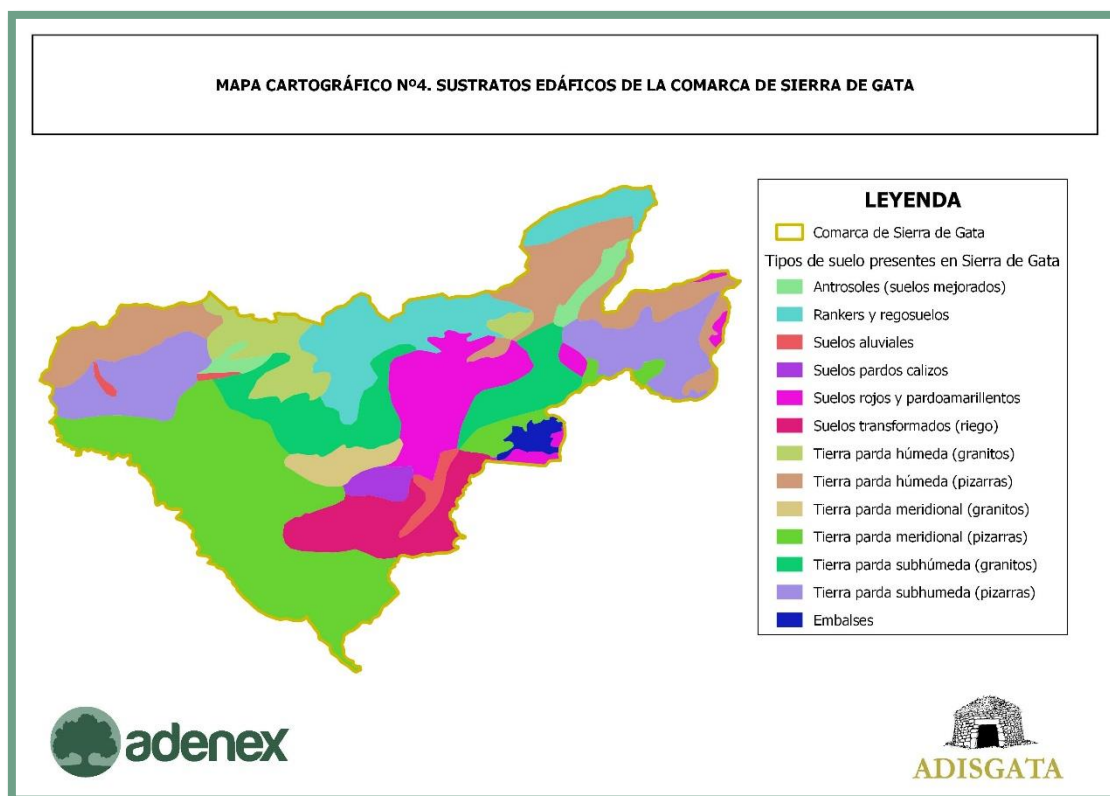 MAPA CARTOGRÁFICO Nº4. SUSTRATOS EDÁFICOS DE LA COMARCA DE SIERRA DE GATA
LEYENDA
Comarca de Sierra de Gata
Tipos de suelo presentes en Sierra de Gata
Antrosoles (suelos mejorados)
Rankers y regosuelos
Suelos aluviales
Suelos pardos calizos
Suelos rojos y pardoamarillentos
Suelos transformados (riego)
Tierra parda húmeda (granitos)
Tierra parda húmeda (pizarras)
Tierra parda meridional (granitos)
Tierra parda meridional (pizarras)
Tierra parda subhúmeda (granitos)
Tierra parda subhumeda (pizarras)
Embalses
adenex
ADISGATA